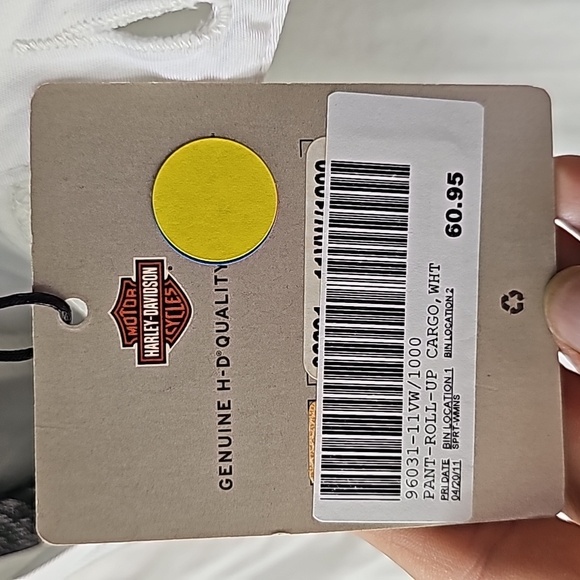 MOTOR
HARLEY-DAVIDSON
CYCLES
GENUINE H-D® QUALITY
96031-11VW/1000
PANT-ROLL-UP CARGO,WHT
PRI DATE BIN LOCATION 1 BIN LOCATION 2
04/20/11 SPRT-WMNS
60.95